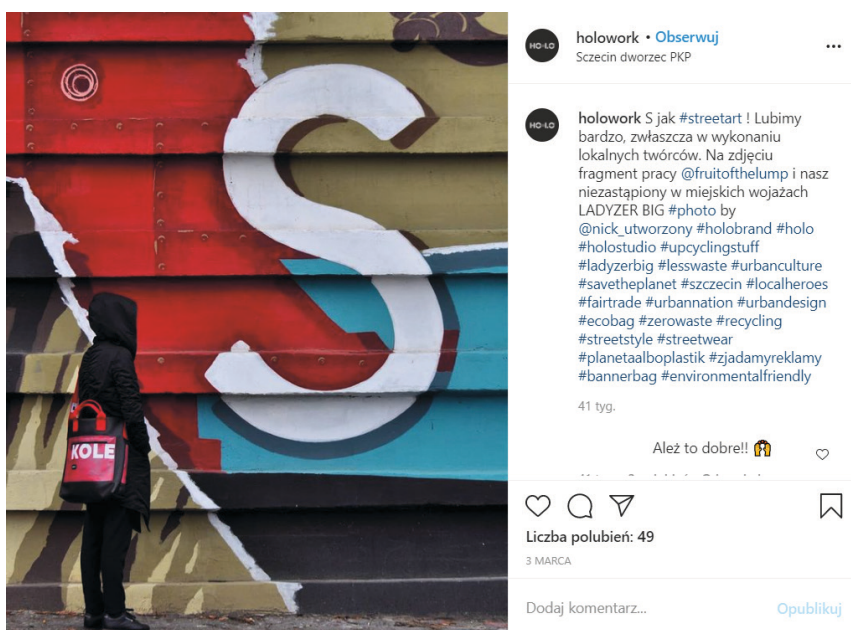 S
KOLE
HO:LO
holowork • Obserwuj
Szczecin dworzec PKP
HO:LO
holowork S jak #streetart ! Lubimy
bardzo, zwłaszcza w wykonaniu
lokalnych twórców. Na zdjęciu
fragment pracy @fruitofthelump i nasz
niezastąpiony w miejskich wojażach
LADYZER BIG #photo by
@nick_utworzony #holobrand #holo
#holostudio #upcyclingstuff
#ladyzerbig #lesswaste #urbanculture
#savetheplanet #szczecin #localheroes
#fairtrade #urbannation #urbandesign
#ecobag #zerowaste #recycling
#streetstyle #streetwear
#planetaalboplastik #zjadamyreklamy
#bannerbag #environmentalfriendly
41 tyg.
Ależ to dobre!! 🙌
Liczba polubień: 49
3 MARCA
Dodaj komentarz...
Opublikuj